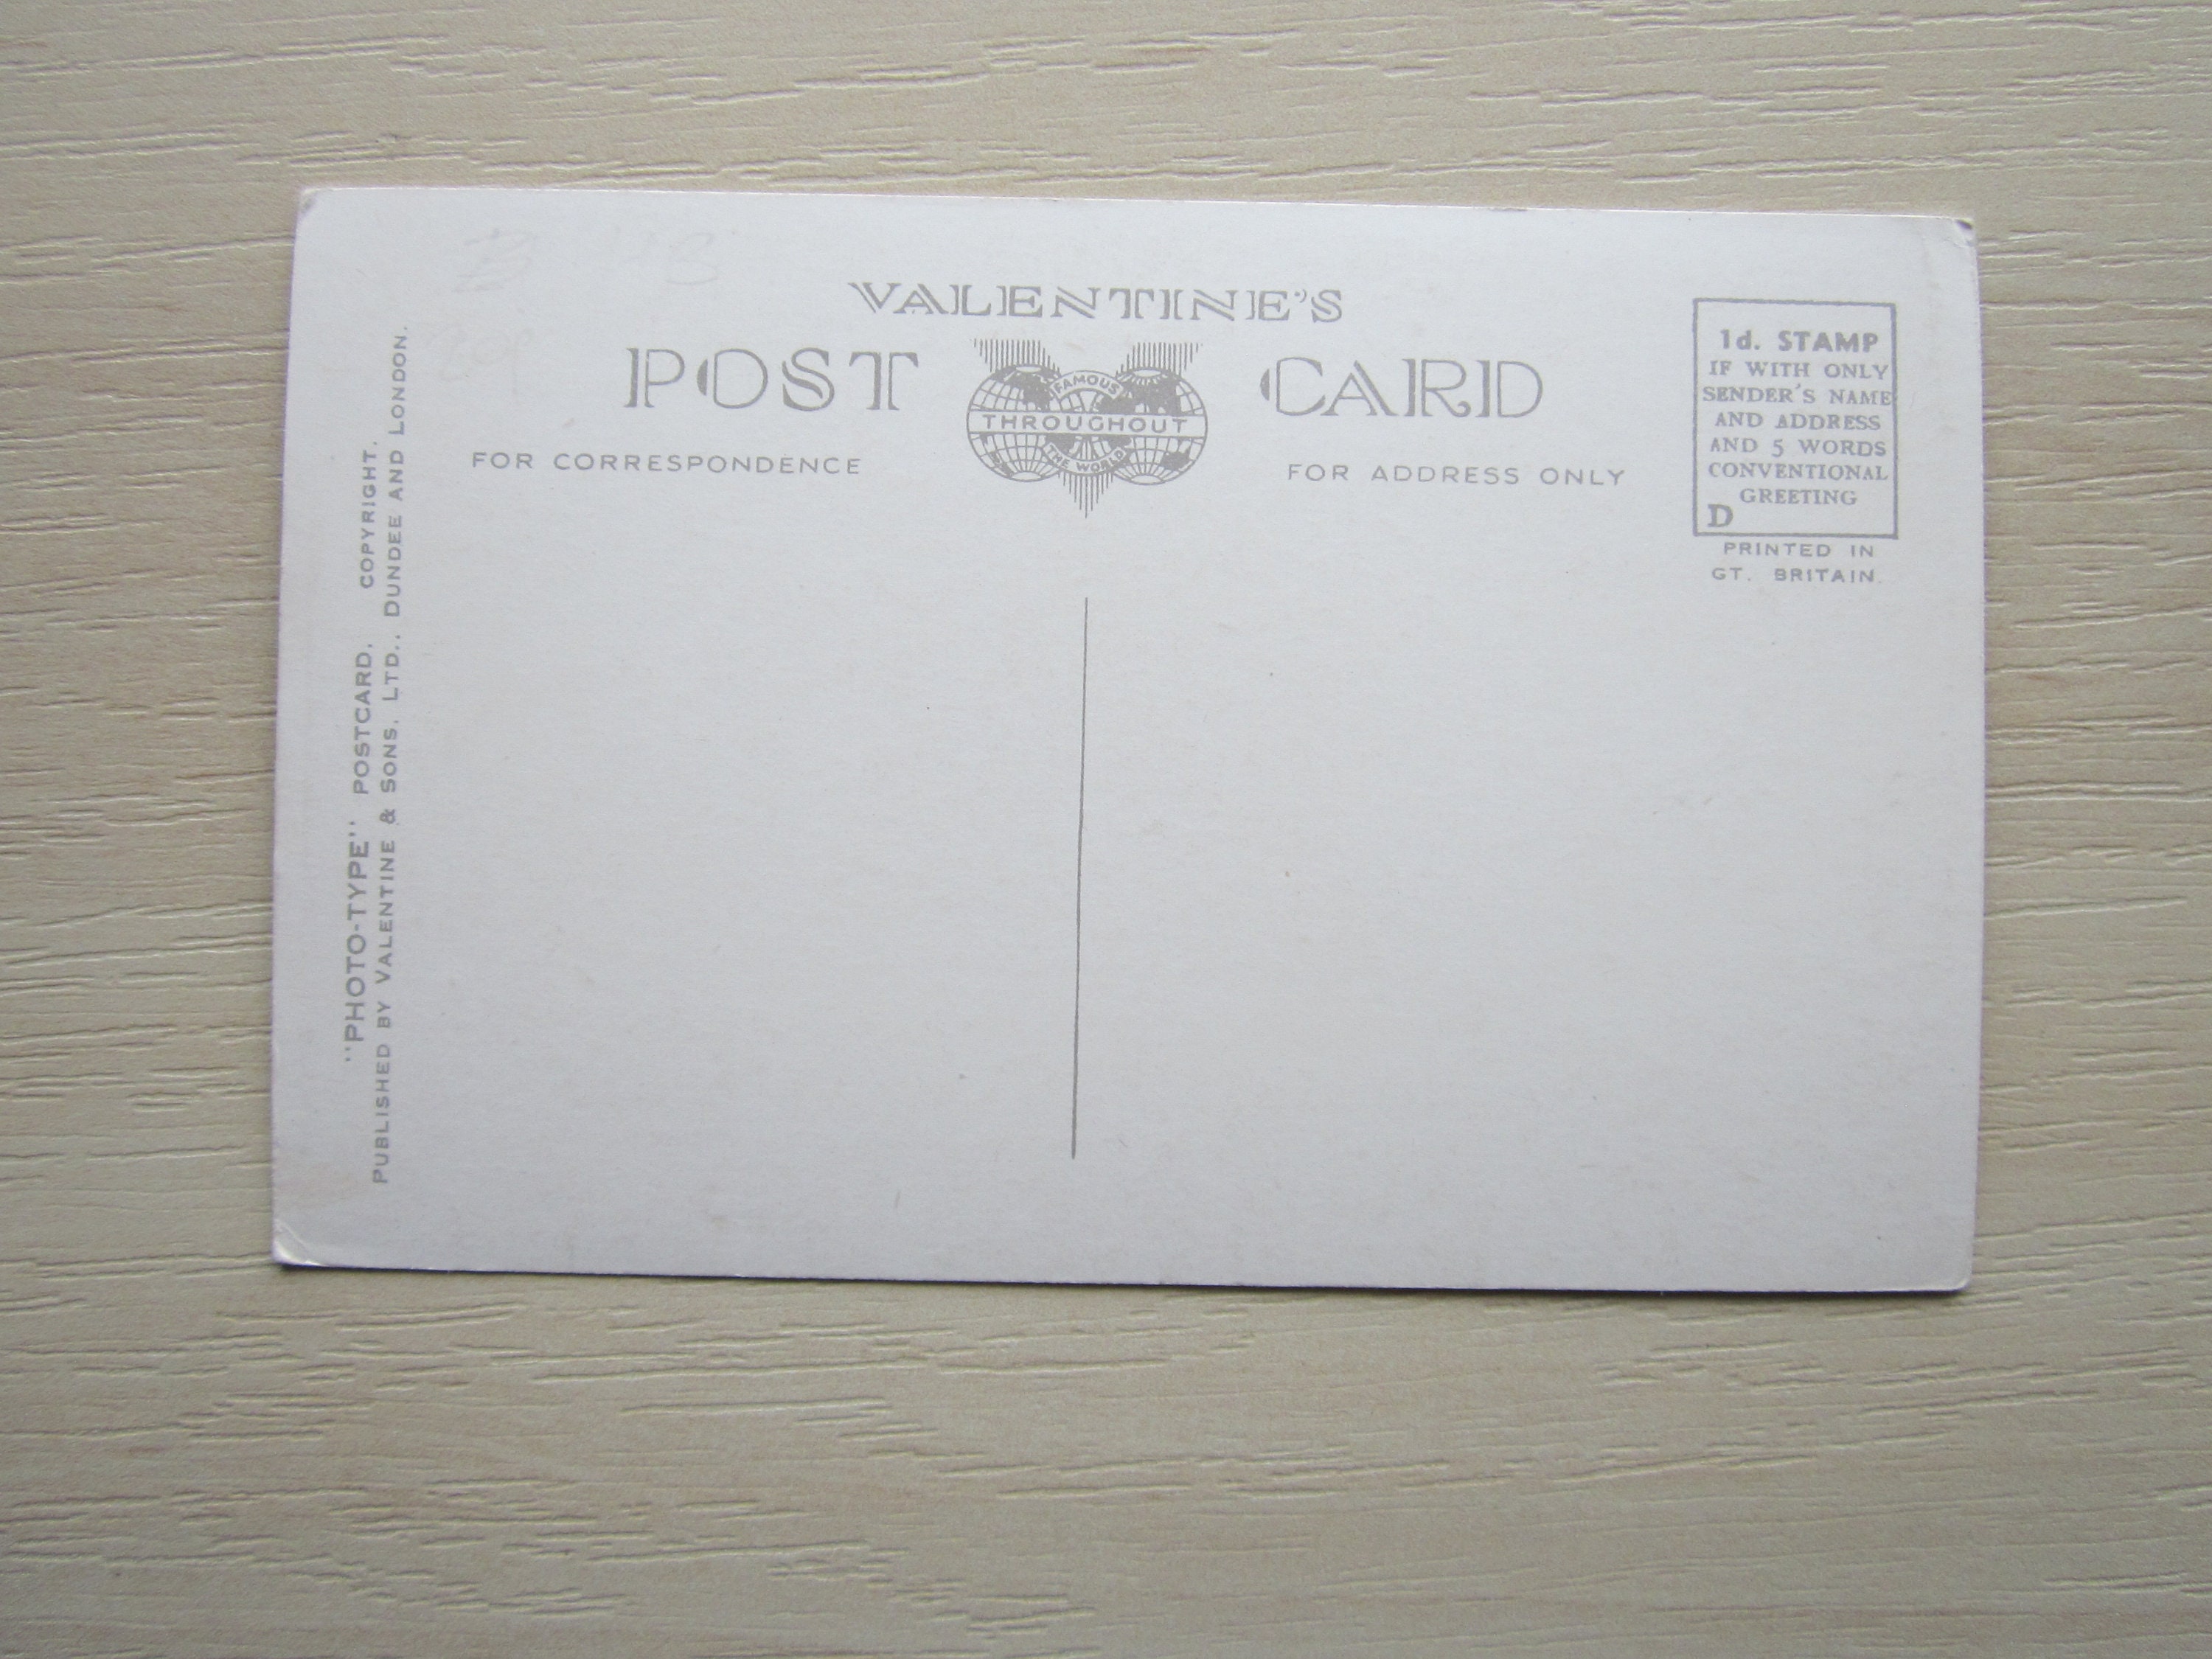 VALENTINE'S
POST CARD
FAMOUS
THROUGHOUT
THE WORLD
FOR CORRESPONDENCE
FOR ADDRESS ONLY
1d. STAMP
IF WITH ONLY
SENDER'S NAME
AND ADDRESS
AND 5 WORDS
CONVENTIONAL
GREETING
D
PRINTED IN
GT. BRITAIN.
"PHOTO-TYPE" POSTCARD. COPYRIGHT.
PUBLISHED BY VALENTINE & SONS. LTD., DUNDEE AND LONDON.